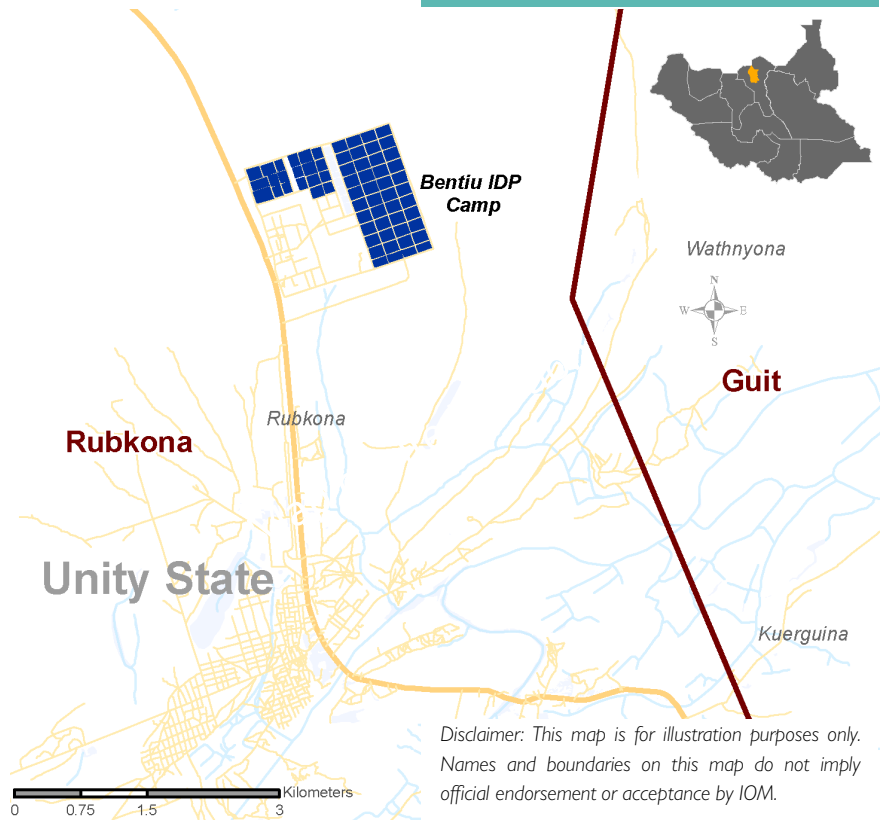 Bentiu IDP
Camp
Wathnyona
N
W E
S
Guit
Rubkona
Rubkona
Unity State
Kuerguina
Disclaimer: This map is for illustration purposes only.
Names and boundaries on this map do not imply
official endorsement or acceptance by IOM.
Kilometers
0 0.75 1.5 3